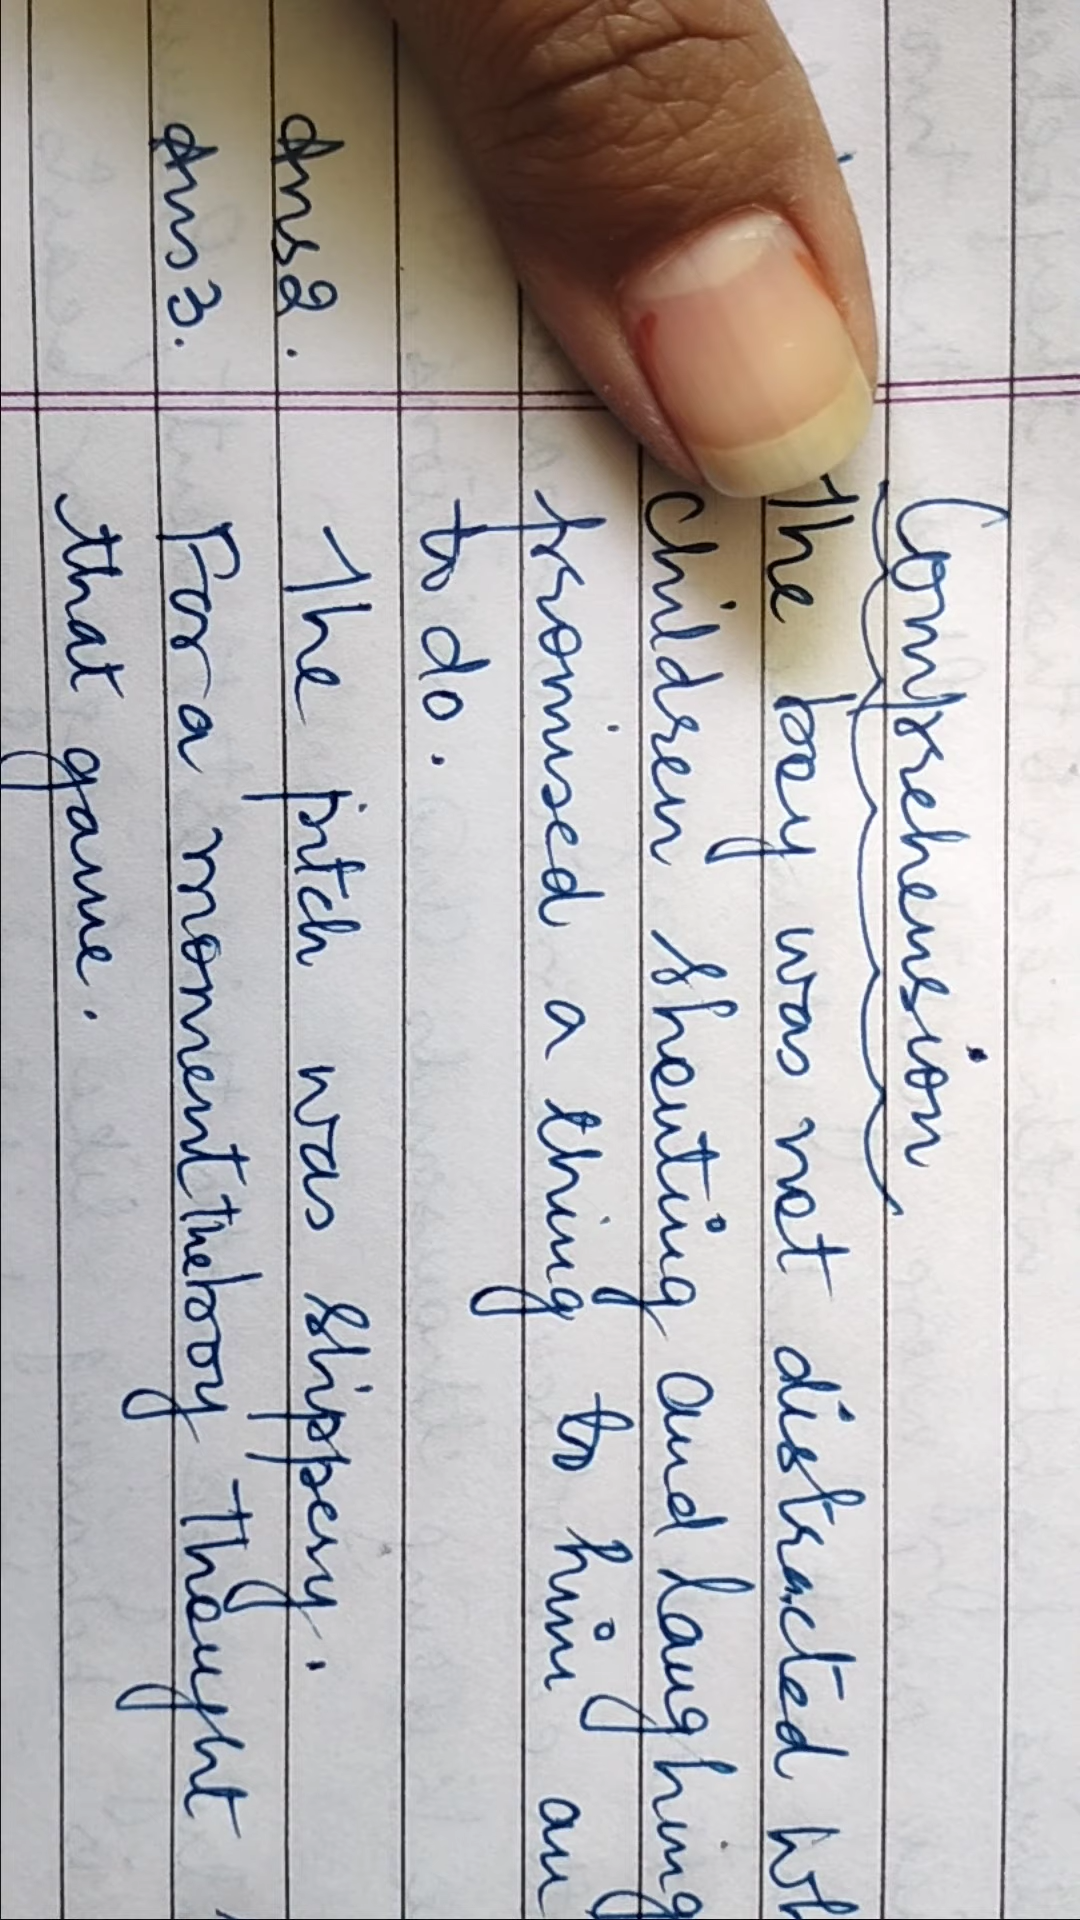 Comprehension
The boy was not distracted wh
children shouting and laughing
promised a thing to him an
to do.
Ans2. The pitch was slippery.
Ans3. For a moment the boy thought
that game.